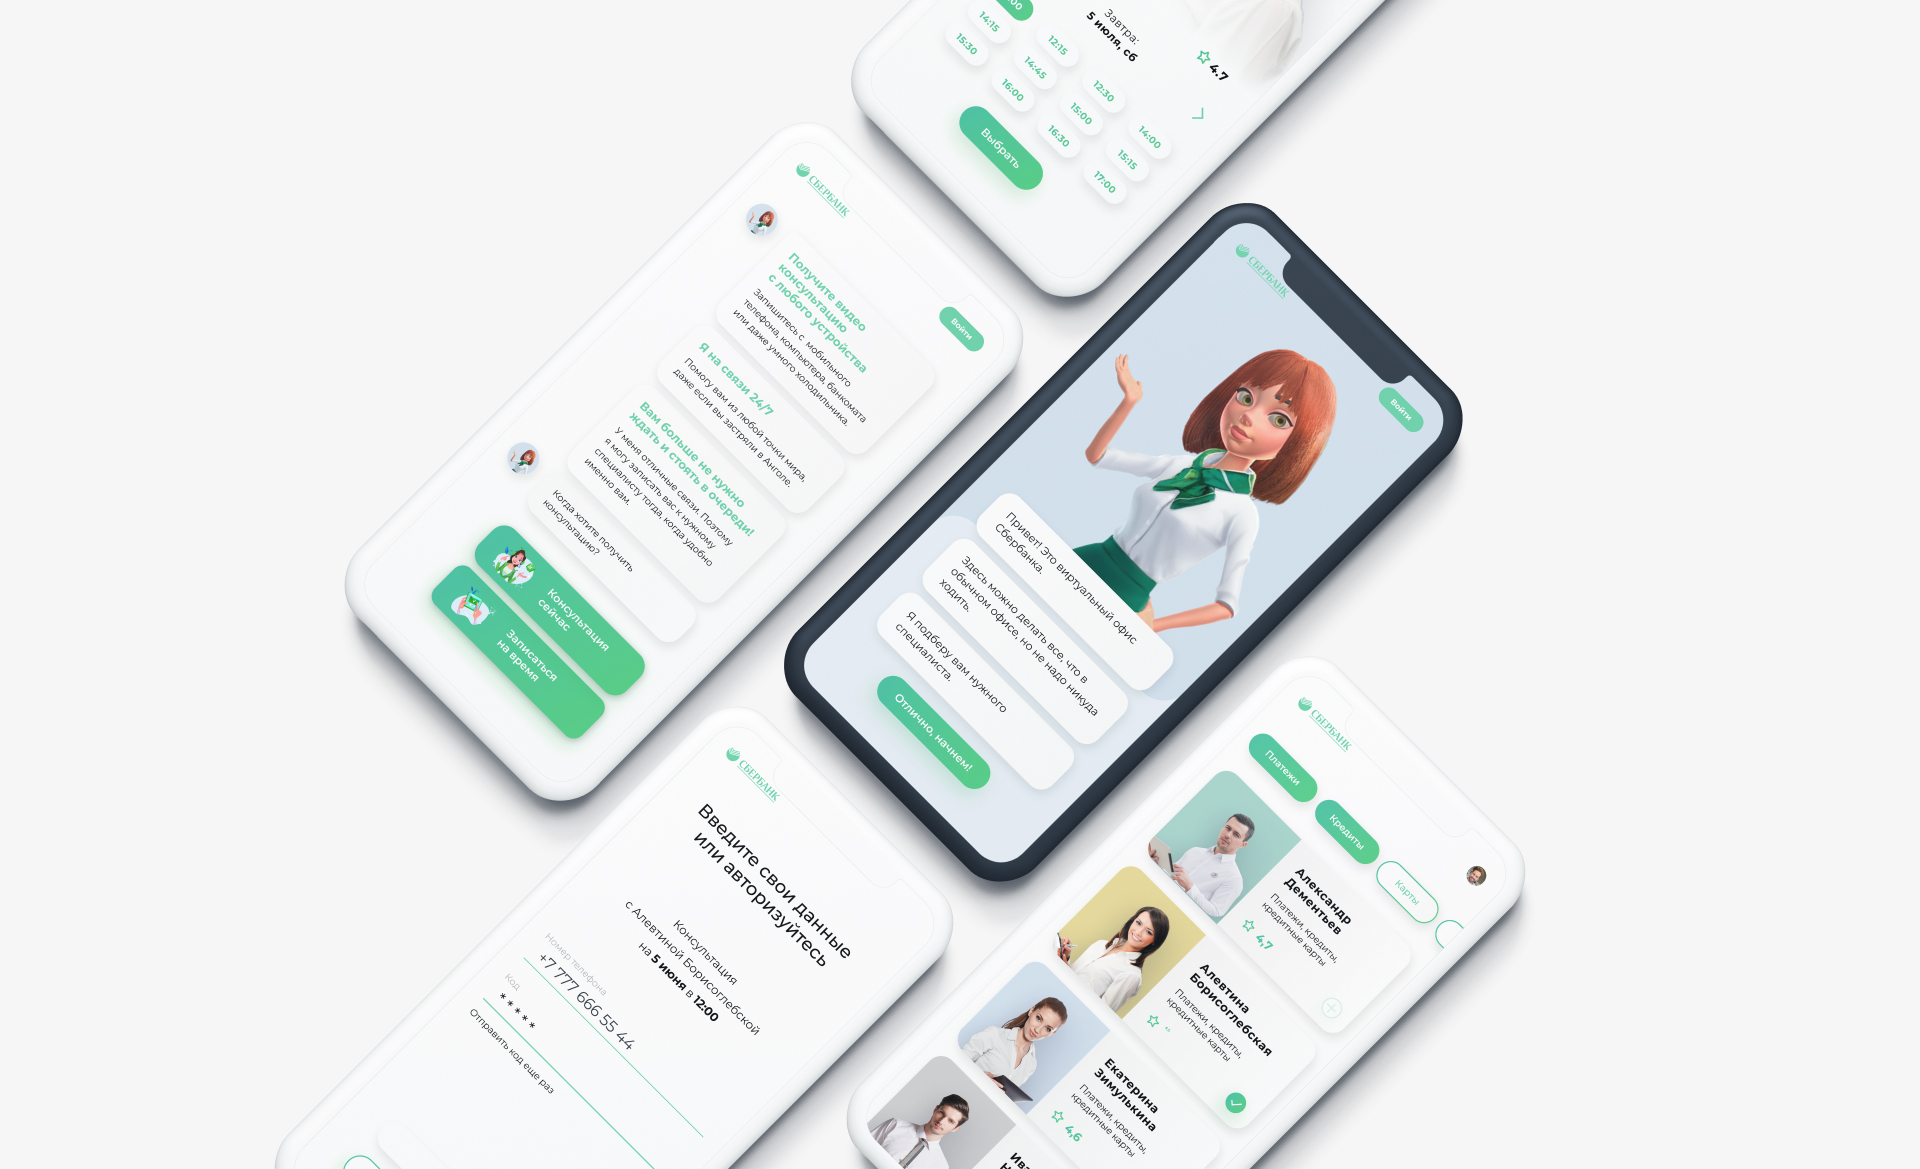 14:15
15:30
12:15
14:45
16:00
12:30
15:00
16:30
14:00
15:15
17:00
Завтра:
5 июля, сб
4.7
Выбрать
СБЕРБАНК
Войти
Получите видео
консультацию
с любого устройства
Запишитесь с мобильного
телефона, компьютера, банкомата
или даже умного холодильника.
Я на связи 24/7
Помогу вам из любой точки мира,
даже если вы застряли в Анголе.
Вам больше не нужно
ждать и стоять в очереди!
У меня отличные связи. Поэтому
я могу записать вас к нужному
специалисту тогда, когда удобно
именно вам.
Когда хотите получить
консультацию?
Консультация
сейчас
Записаться
на время
СБЕРБАНК
Войти
Привет! Это виртуальный офис
Сбербанка.
Здесь можно делать все, что в
обычном офисе, но не надо никуда
ходить.
Я подберу вам нужного
специалиста.
Отлично, начнем!
СБЕРБАНК
Введите свои данные
или авторизуйтесь
Консультация
с Алевтиной Борисоглебской
на 5 июня в 12:00
Номер телефона
+7 777 666 55 44
Код
*****
Отправить код еще раз
СБЕРБАНК
Платежи
Кредиты
Карты
Александр
Дементьев
Платежи, кредиты,
кредитные карты
4,7
Алевтина
Борисоглебская
Платежи, кредиты,
кредитные карты
Екатерина
Зимулькина
Платежи, кредиты,
кредитные карты
4,6